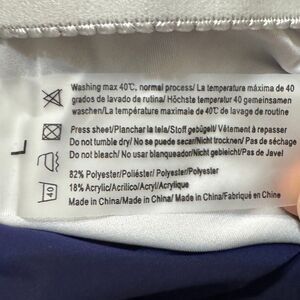 Washing max 40℃, normal process/ La temperatura máxima de 40
grados de lavado de rutina/ Höchste temperatur 40 gemeinsamen
waschen/La temperatura maximale de 40℃ de lavage de routine
Press sheet/Planchar la tela/Stoff gebügelt/ Vêtement à repasser
Do not tumble dry/ No se puede secar/Nicht trocknen/ Pas de séchage
Do not bleach/ No usar blanqueador/Nicht gebleicht/Pas de Javel
82% Polyester/Poliéster/ Polyester/Polyester
18% Acrylic/Acrílico/ Acryl/Acrylique
Made in China/ Made in China/ Made in China/Fabriqué en Chine
L
40